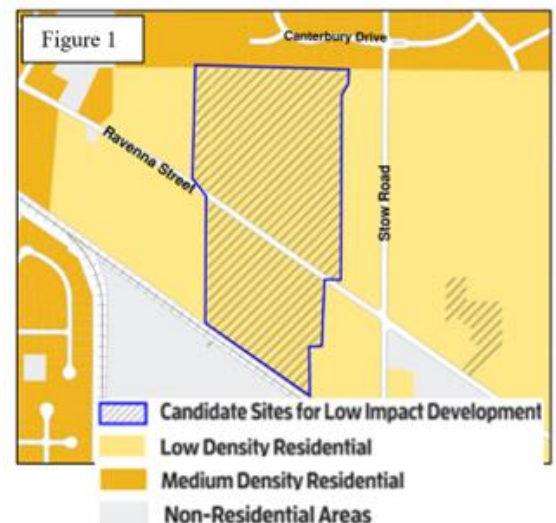 Figure 1
Canterbury Drive
Ravenna Street
Stow Road
Candidate Sites for Low Impact Development
Low Density Residential
Medium Density Residential
Non-Residential Areas